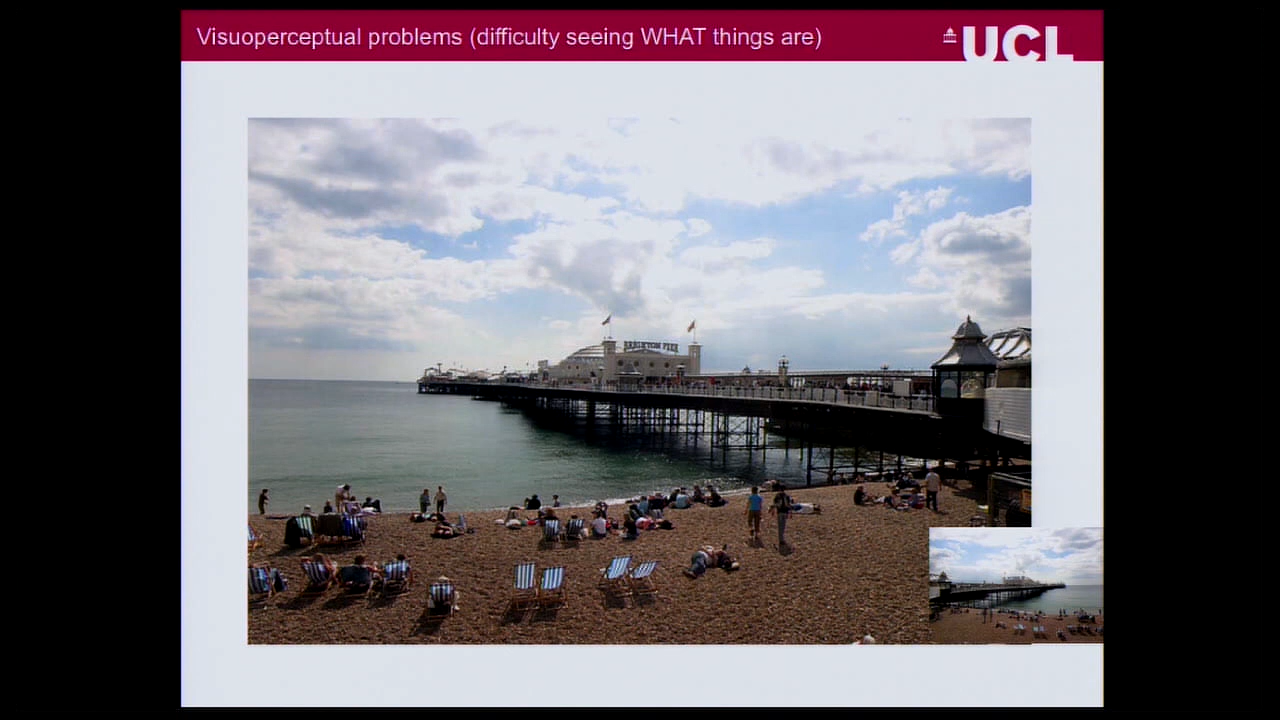 Visuoperceptual problems (difficulty seeing WHAT things are)
UCL
BRIGHTON PIER